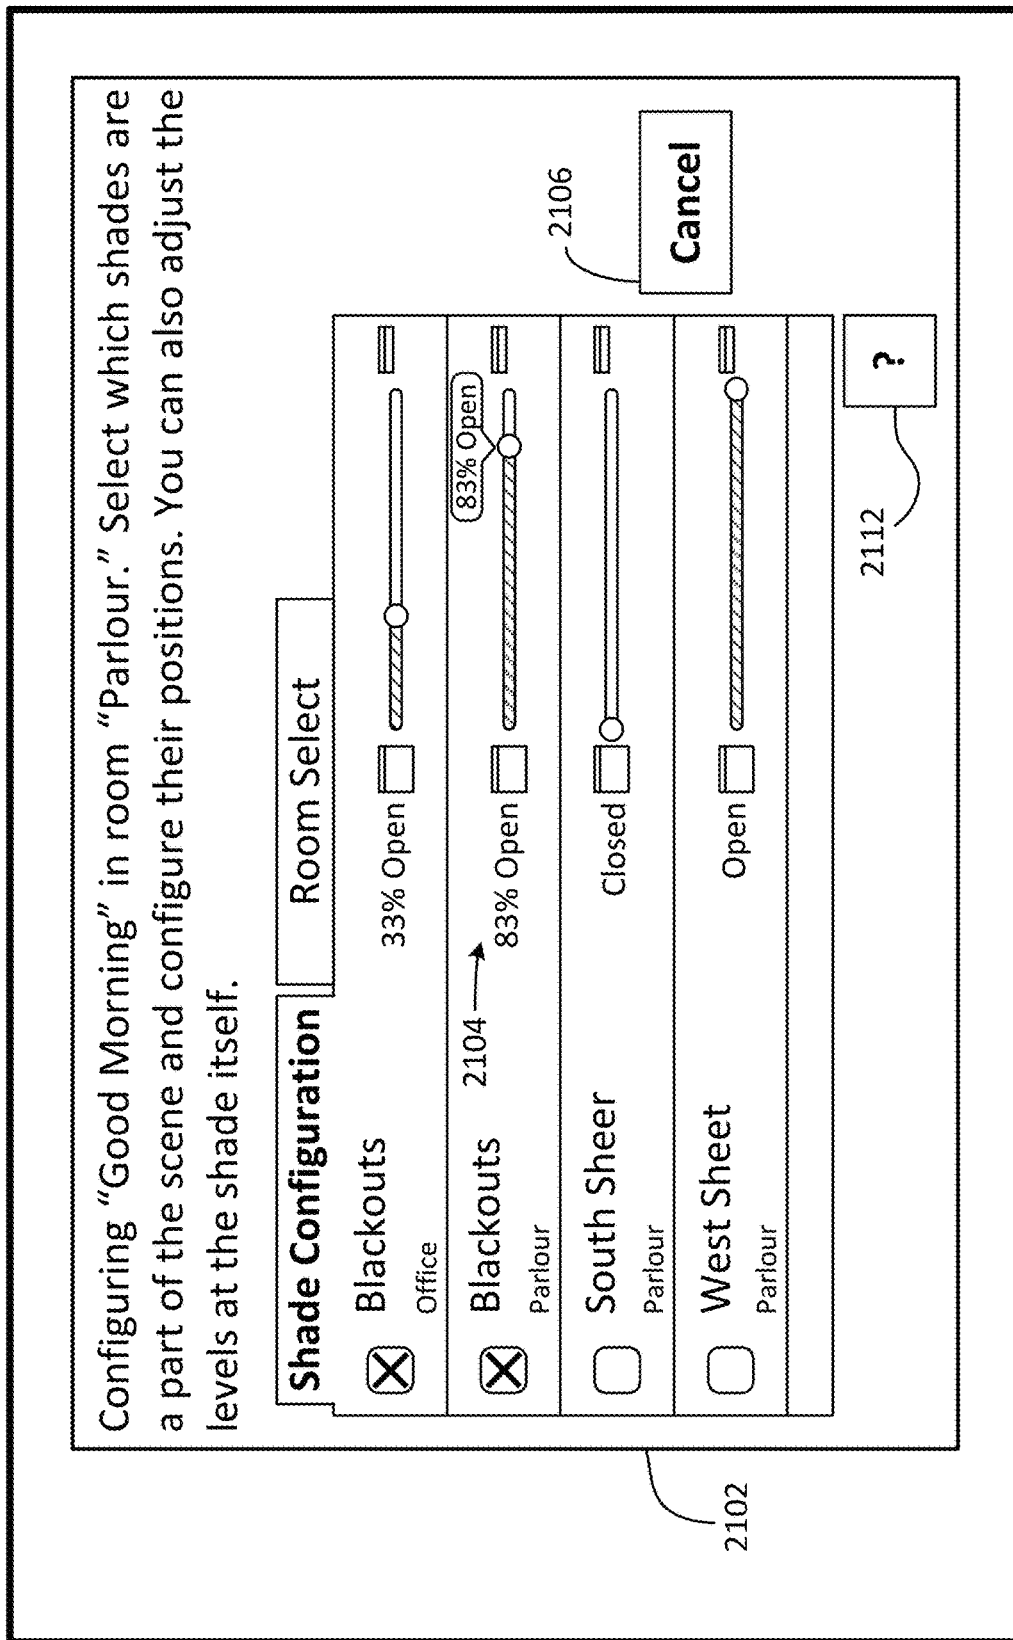 Configuring “Good Morning” in room “Parlour.” Select which shades are
a part of the scene and configure their positions. You can also adjust the
levels at the shade itself.
Shade Configuration
Room Select
Blackouts
Office
33% Open
2104
Blackouts
Parlour
83% Open
83% Open
South Sheer
Parlour
Closed
West Sheet
Parlour
Open
2106
Cancel
?
2112
2102